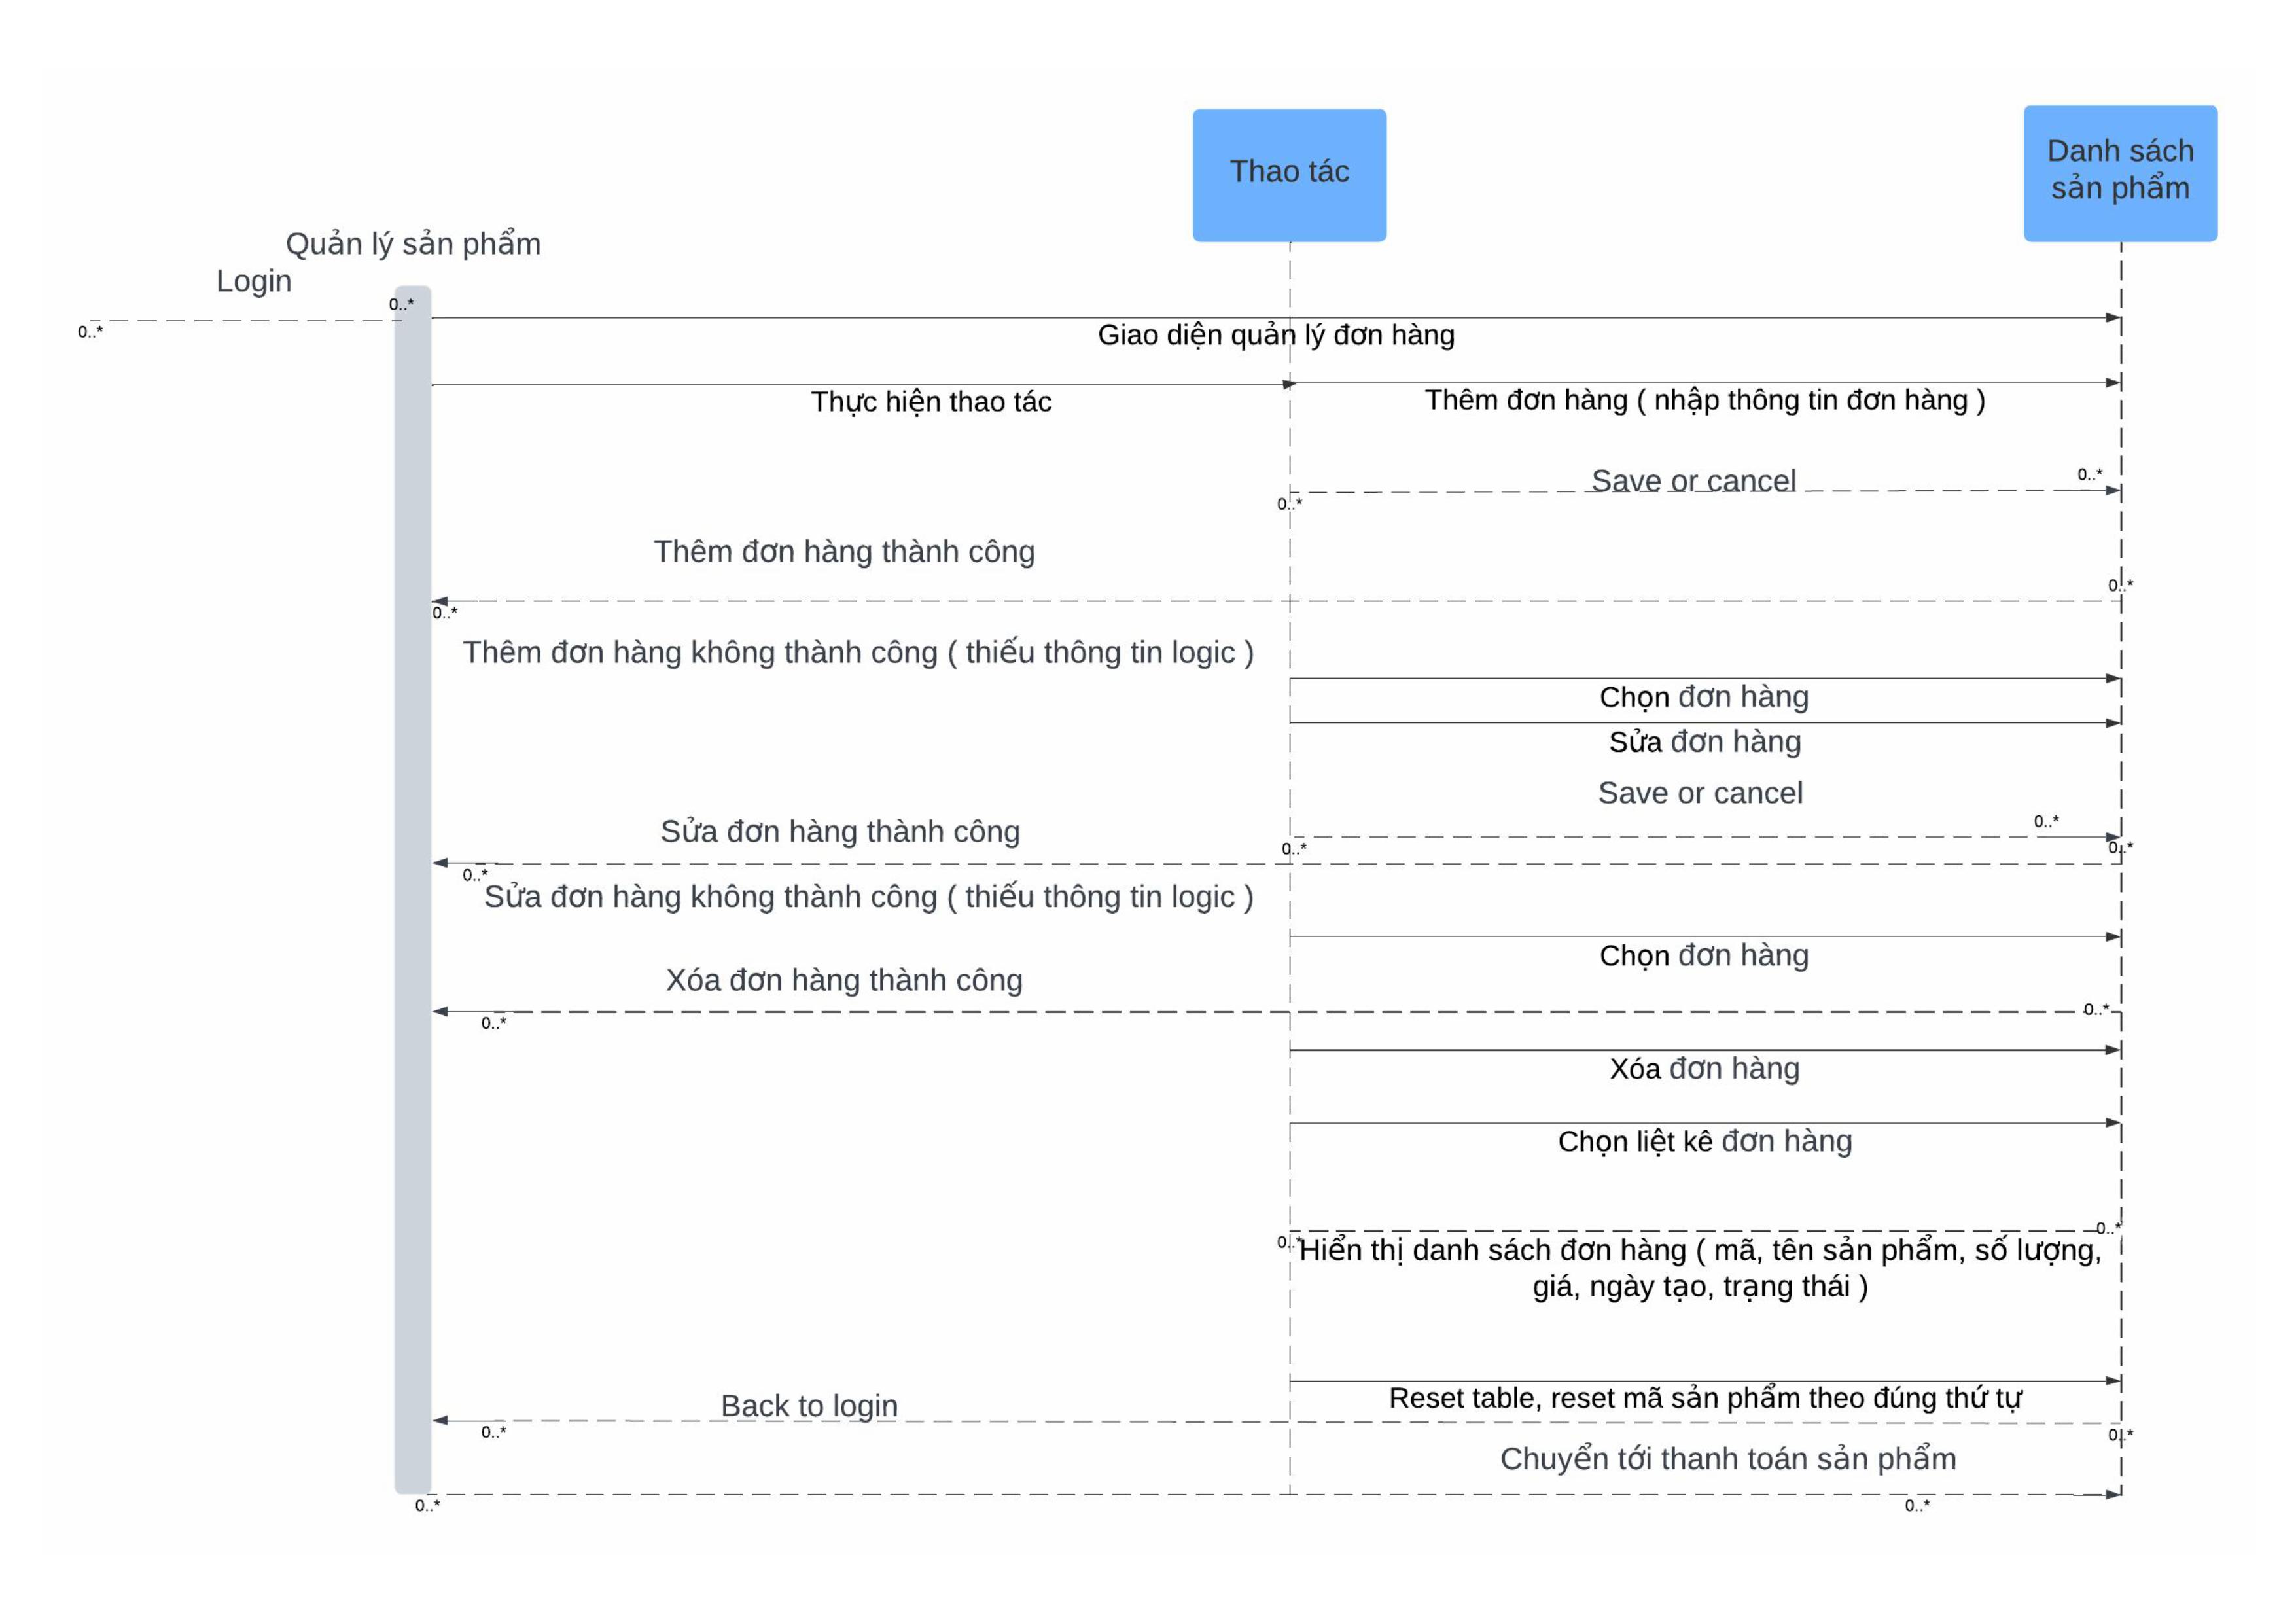 Thao tác
Danh sách
sản phẩm
Quản lý sản phẩm
Login
0..*
0..*
Giao diện quản lý đơn hàng
Thực hiện thao tác
Thêm đơn hàng ( nhập thông tin đơn hàng )
Save or cancel
0..*
0..*
Thêm đơn hàng thành công
0..*
0..*
Thêm đơn hàng không thành công ( thiếu thông tin logic )
Chọn đơn hàng
Sửa đơn hàng
Save or cancel
0..*
Sửa đơn hàng thành công
0..*
0..*
0..*
Sửa đơn hàng không thành công ( thiếu thông tin logic )
Chọn đơn hàng
Xóa đơn hàng thành công
0..*
0..*
Xóa đơn hàng
Chọn liệt kê đơn hàng
0..*
0..*
Hiển thị danh sách đơn hàng ( mã, tên sản phẩm, số lượng,
giá, ngày tạo, trạng thái )
Reset table, reset mã sản phẩm theo đúng thứ tự
Back to login
0..*
0..*
Chuyển tới thanh toán sản phẩm
0..*
0..*